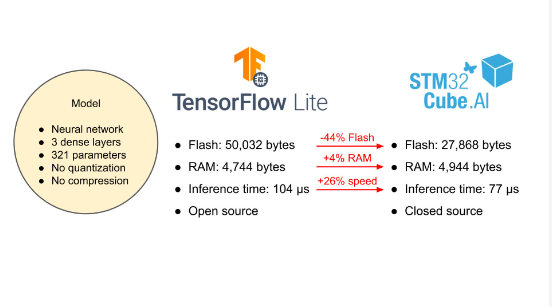 Model
● Neural network
● 3 dense layers
● 321 parameters
● No quantization
● No compression
TensorFlow Lite
● Flash: 50,032 bytes
● RAM: 4,744 bytes
● Inference time: 104 µs
● Open source
-44% Flash
+4% RAM
+26% speed
STM32
Cube.AI
● Flash: 27,868 bytes
● RAM: 4,944 bytes
● Inference time: 77 µs
● Closed source